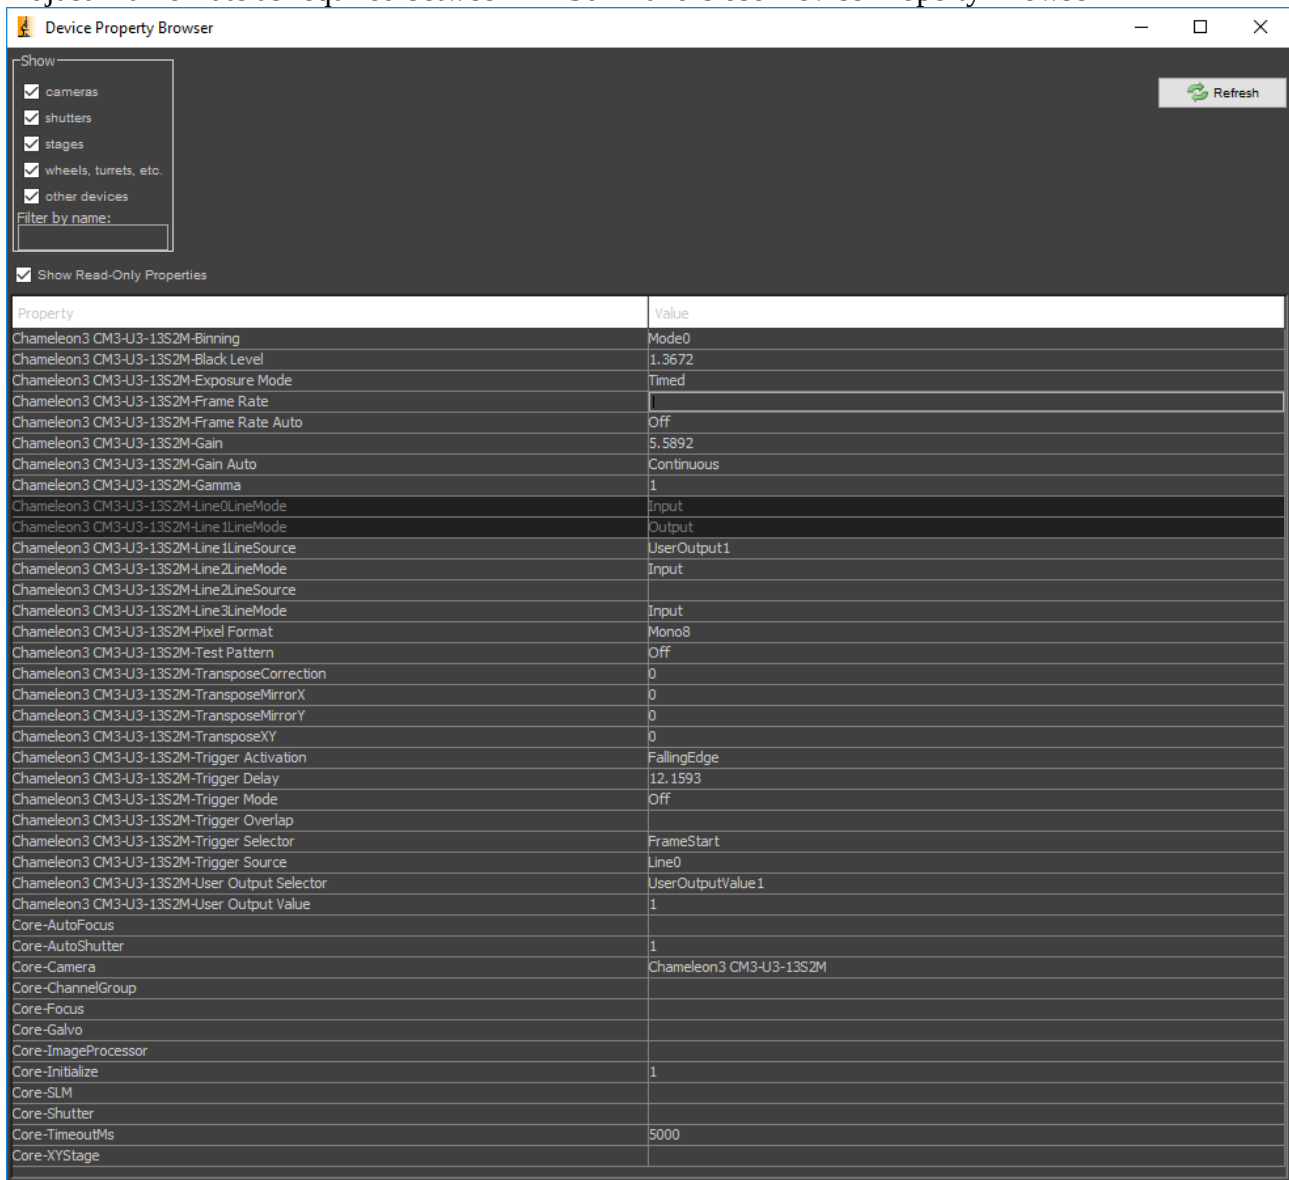 Device Property Browser
Show
cameras
shutters
stages
wheels, turrets, etc.
other devices
Filter by name:
Refresh
Show Read-Only Properties
Property Value
Chameleon3 CM3-U3-13S2M-Binning Mode0
Chameleon3 CM3-U3-13S2M-Black Level 1.3672
Chameleon3 CM3-U3-13S2M-Exposure Mode Timed
Chameleon3 CM3-U3-13S2M-Frame Rate
Chameleon3 CM3-U3-13S2M-Frame Rate Auto Off
Chameleon3 CM3-U3-13S2M-Gain 5.5892
Chameleon3 CM3-U3-13S2M-Gain Auto Continuous
Chameleon3 CM3-U3-13S2M-Gamma 1
Chameleon3 CM3-U3-13S2M-Line0LineMode Input
Chameleon3 CM3-U3-13S2M-Line1LineMode Output
Chameleon3 CM3-U3-13S2M-Line1LineSource UserOutput1
Chameleon3 CM3-U3-13S2M-Line2LineMode Input
Chameleon3 CM3-U3-13S2M-Line2LineSource
Chameleon3 CM3-U3-13S2M-Line3LineMode Input
Chameleon3 CM3-U3-13S2M-Pixel Format Mono8
Chameleon3 CM3-U3-13S2M-Test Pattern Off
Chameleon3 CM3-U3-13S2M-TransposeCorrection 0
Chameleon3 CM3-U3-13S2M-TransposeMirrorX 0
Chameleon3 CM3-U3-13S2M-TransposeMirrorY 0
Chameleon3 CM3-U3-13S2M-TransposeXY 0
Chameleon3 CM3-U3-13S2M-Trigger Activation FallingEdge
Chameleon3 CM3-U3-13S2M-Trigger Delay 12.1593
Chameleon3 CM3-U3-13S2M-Trigger Mode Off
Chameleon3 CM3-U3-13S2M-Trigger Overlap
Chameleon3 CM3-U3-13S2M-Trigger Selector FrameStart
Chameleon3 CM3-U3-13S2M-Trigger Source Line0
Chameleon3 CM3-U3-13S2M-User Output Selector UserOutputValue1
Chameleon3 CM3-U3-13S2M-User Output Value 1
Core-AutoFocus
Core-AutoShutter 1
Core-Camera Chameleon3 CM3-U3-13S2M
Core-ChannelGroup
Core-Focus
Core-Galvo
Core-ImageProcessor
Core-Initialize 1
Core-SLM
Core-Shutter
Core-TimeoutMs 5000
Core-XYStage